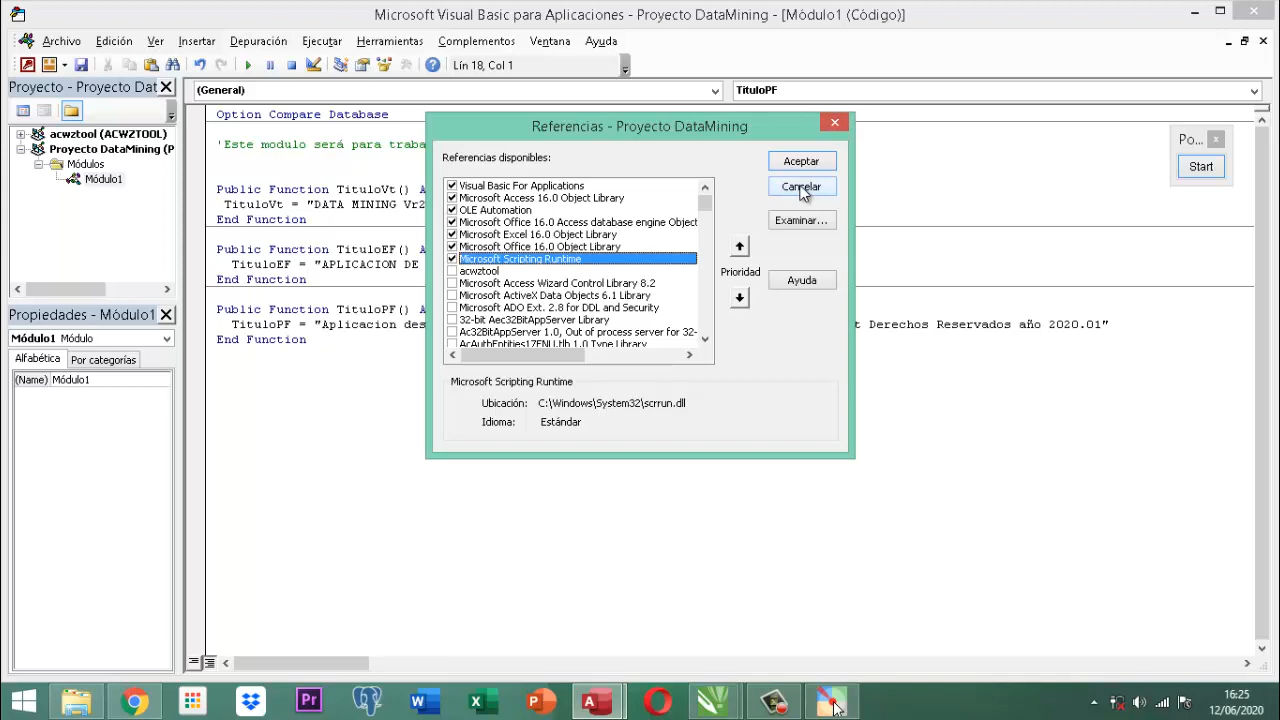 Microsoft Visual Basic para Aplicaciones - Proyecto DataMining - [Módulo1 (Código)]
Archivo Edición Ver Insertar Depuración Ejecutar Herramientas Complementos Ventana Ayuda
Lín 18, Col 1
Proyecto - Proyecto Dat
acwztool (ACWZTOOL)
Proyecto DataMining (P
Módulos
Módulo1
Propiedades - Módulo1
Módulo1 Módulo
Alfabética Por categorías
(Name) Módulo1
(General) TituloPF
Option Compare Database
'Este modulo será para traba
Public Function TituloVt() A
TituloVt = "DATA MINING Vr2
End Function
Public Function TituloEF() A
TituloEF = "APLICACION DE
End Function
Public Function TituloPF() A
TituloPF = "Aplicacion des t Derechos Reservados año 2020.01"
End Function
Referencias - Proyecto DataMining
Referencias disponibles:
Visual Basic For Applications
Microsoft Access 16.0 Object Library
OLE Automation
Microsoft Office 16.0 Access database engine Object
Microsoft Excel 16.0 Object Library
Microsoft Office 16.0 Object Library
Microsoft Scripting Runtime
acwztool
Microsoft Access Wizard Control Library 8.2
Microsoft ActiveX Data Objects 6.1 Library
Microsoft ADO Ext. 2.8 for DDL and Security
32-bit Aec32BitAppServer Library
Ac32BitAppServer 1.0, Out of process server for 32-
AcAuthEntities17ENU.tlb 1.0 Type Library
Aceptar
Cancelar
Examinar...
Prioridad
Ayuda
Microsoft Scripting Runtime
Ubicación: C:\Windows\System32\scrrun.dll
Idioma: Estándar
Po...
Start
Pr
16:25
12/06/2020